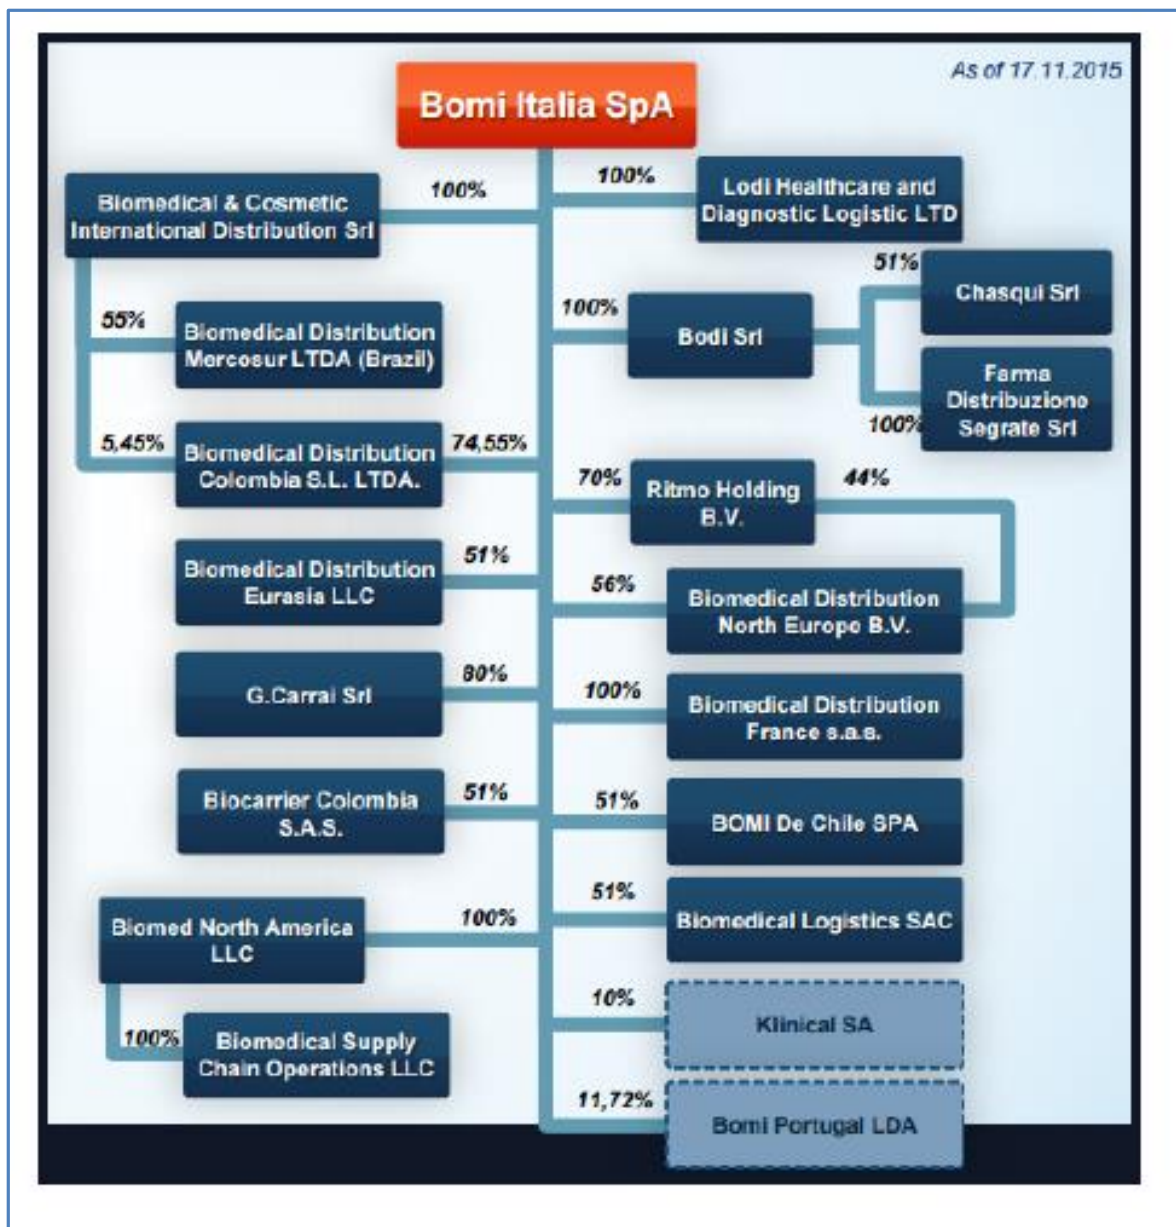 As of 17.11.2015
Bomi Italia SpA
100%
100%
Lodi Healthcare and
Diagnostic Logistic LTD
Biomedical & Cosmetic
International Distribution Srl
51%
Chasqui Srl
100%
Bodi Srl
55%
Biomedical Distribution
Mercosur LTDA (Brazil)
Farma
Distribuzione
Segrate Srl
100%
5,45%
Biomedical Distribution
Colombia S.L. LTDA.
74,55%
70%
Ritmo Holding
B.V.
44%
Biomedical Distribution
Eurasia LLC
51%
56%
Biomedical Distribution
North Europe B.V.
G.Carrai Srl
80%
100%
Biomedical Distribution
France s.a.s.
Biocarrier Colombia
S.A.S.
51%
51%
BOMI De Chile SPA
51%
Biomedical Logistics SAC
Biomed North America
LLC
100%
10%
Klinical SA
100%
Biomedical Supply
Chain Operations LLC
11,72%
Bomi Portugal LDA